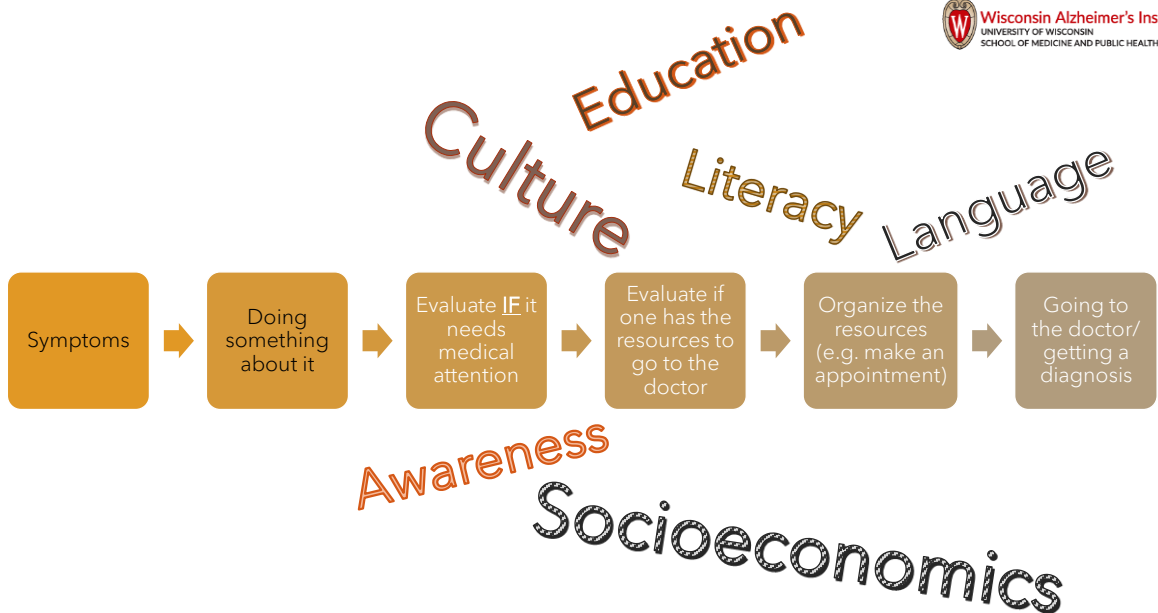 Wisconsin Alzheimer's Ins
UNIVERSITY OF WISCONSIN
SCHOOL OF MEDICINE AND PUBLIC HEALTH
Education
Culture
Literacy
Language
Symptoms
Doing
something
about it
Evaluate IF it
needs
medical
attention
Evaluate if
one has the
resources to
go to the
doctor
Organize the
resources
(e.g. make an
appointment)
Going to
the doctor/
getting a
diagnosis
Awareness
Socioeconomics